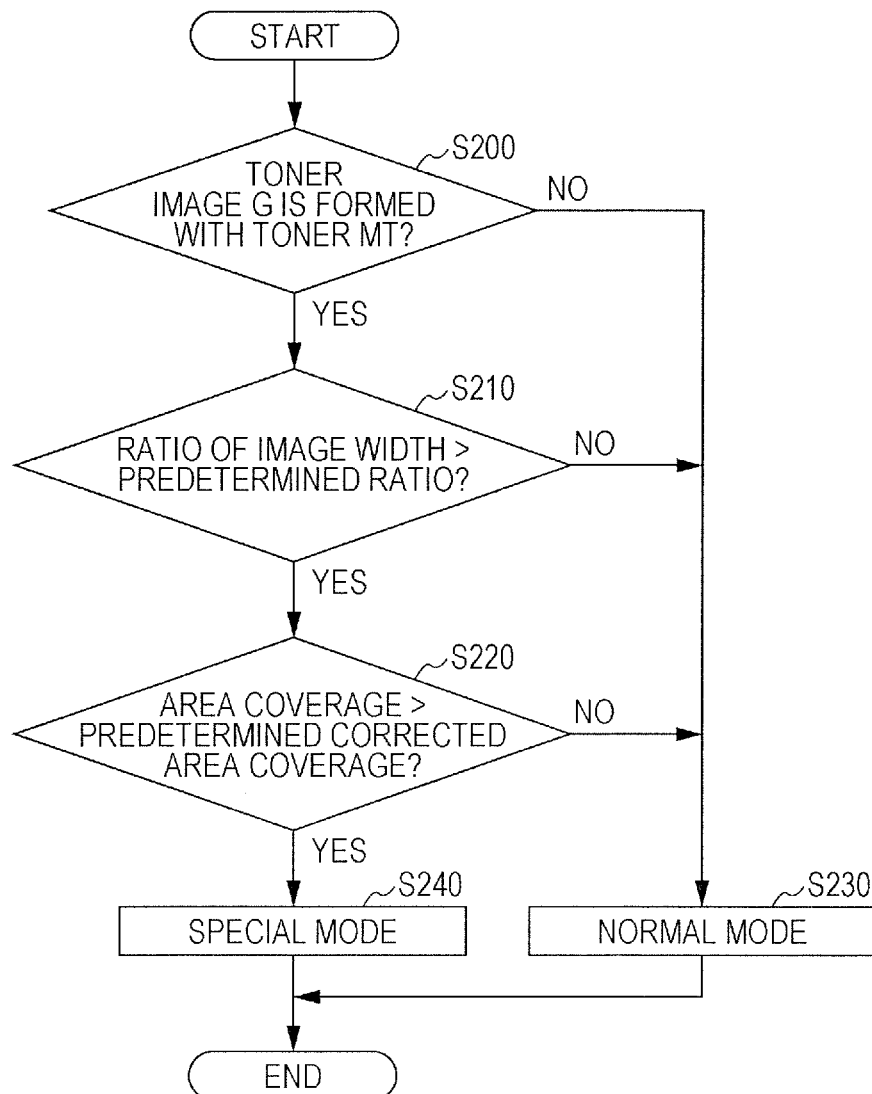 START
S200
TONER
IMAGE G IS FORMED
WITH TONER MT?
NO
YES
S210
RATIO OF IMAGE WIDTH >
PREDETERMINED RATIO?
NO
YES
S220
AREA COVERAGE >
PREDETERMINED CORRECTED
AREA COVERAGE?
NO
YES
S240
SPECIAL MODE
S230
NORMAL MODE
END